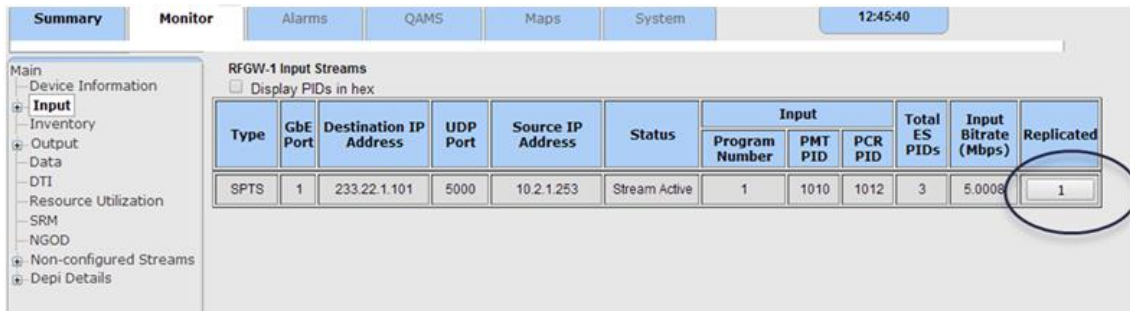 Summary Monitor Alarms QAMS Maps System 12:45:40
Main
Device Information
Input
Inventory
Output
Data
DTI
Resource Utilization
SRM
NGOD
Non-configured Streams
Depi Details
RFGW-1 Input Streams
Display PIDs in hex
Type GbE Port Destination IP Address UDP Port Source IP Address Status Input Total ES PIDs Input Bitrate (Mbps) Replicated
Program Number PMT PID PCR PID
SPTS 1 233.22.1.101 5000 10.2.1.253 Stream Active 1 1010 1012 3 5.0008 1